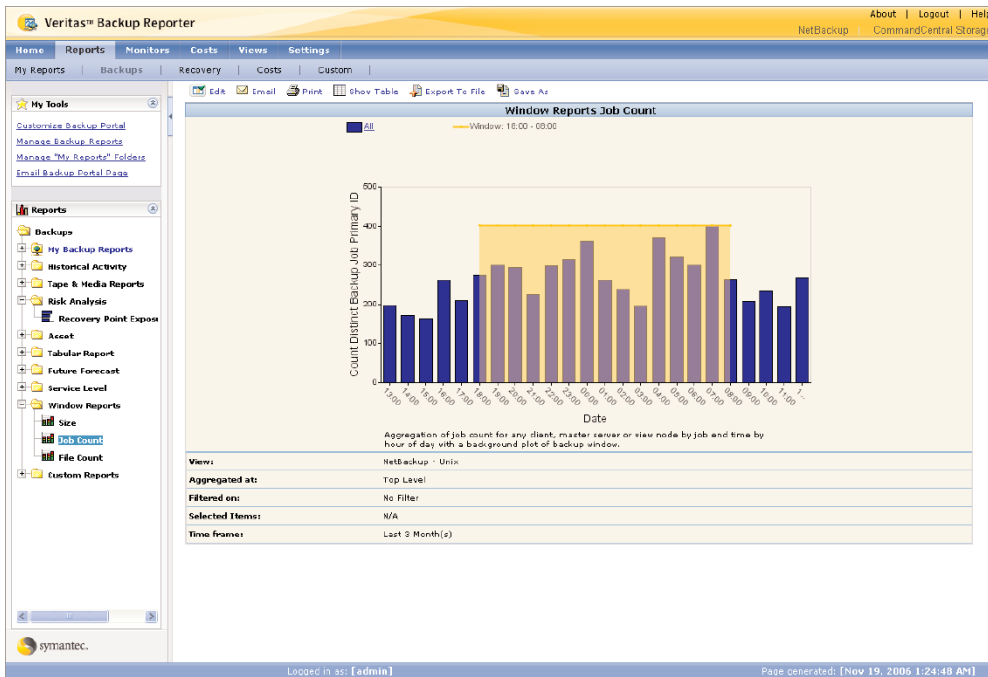 Veritas™ Backup Reporter
About | Logout | Help
NetBackup CommandCentral Storage
Home Reports Monitors Costs Views Settings
My Reports | Backups | Recovery | Costs | Custom |
My Tools
Customize Backup Portal
Manage Backup Reports
Manage "My Reports" Folders
Email Backup Portal Page
Reports
Backups
My Backup Reports
Historical Activity
Tape & Media Reports
Risk Analysis
Recovery Point Exposu
Asset
Tabular Report
Future Forecast
Service Level
Window Reports
Size
Job Count
File Count
Custom Reports
symantec.
Edit Email Print Show Table Export To File Save As
Window Reports Job Count
All Window: 18:00 - 08:00
Count Distinct Backup Job Primary ID
500
400
300
200
100
0
13:00 14:00 15:00 16:00 17:00 18:00 19:00 20:00 21:00 22:00 23:00 00:00 01:00 02:00 03:00 04:00 05:00 06:00 07:00 08:00 09:00 10:00 11:00 1...
Date
Aggregation of job count for any client, master server or view node by job end time by
hour of day with a background plot of backup window.
View: NetBackup - Unix
Aggregated at: Top Level
Filtered on: No Filter
Selected Items: N/A
Time frame: Last 3 Month(s)
Logged in as: [admin] Page generated: [Nov 19, 2006 1:24:48 AM]